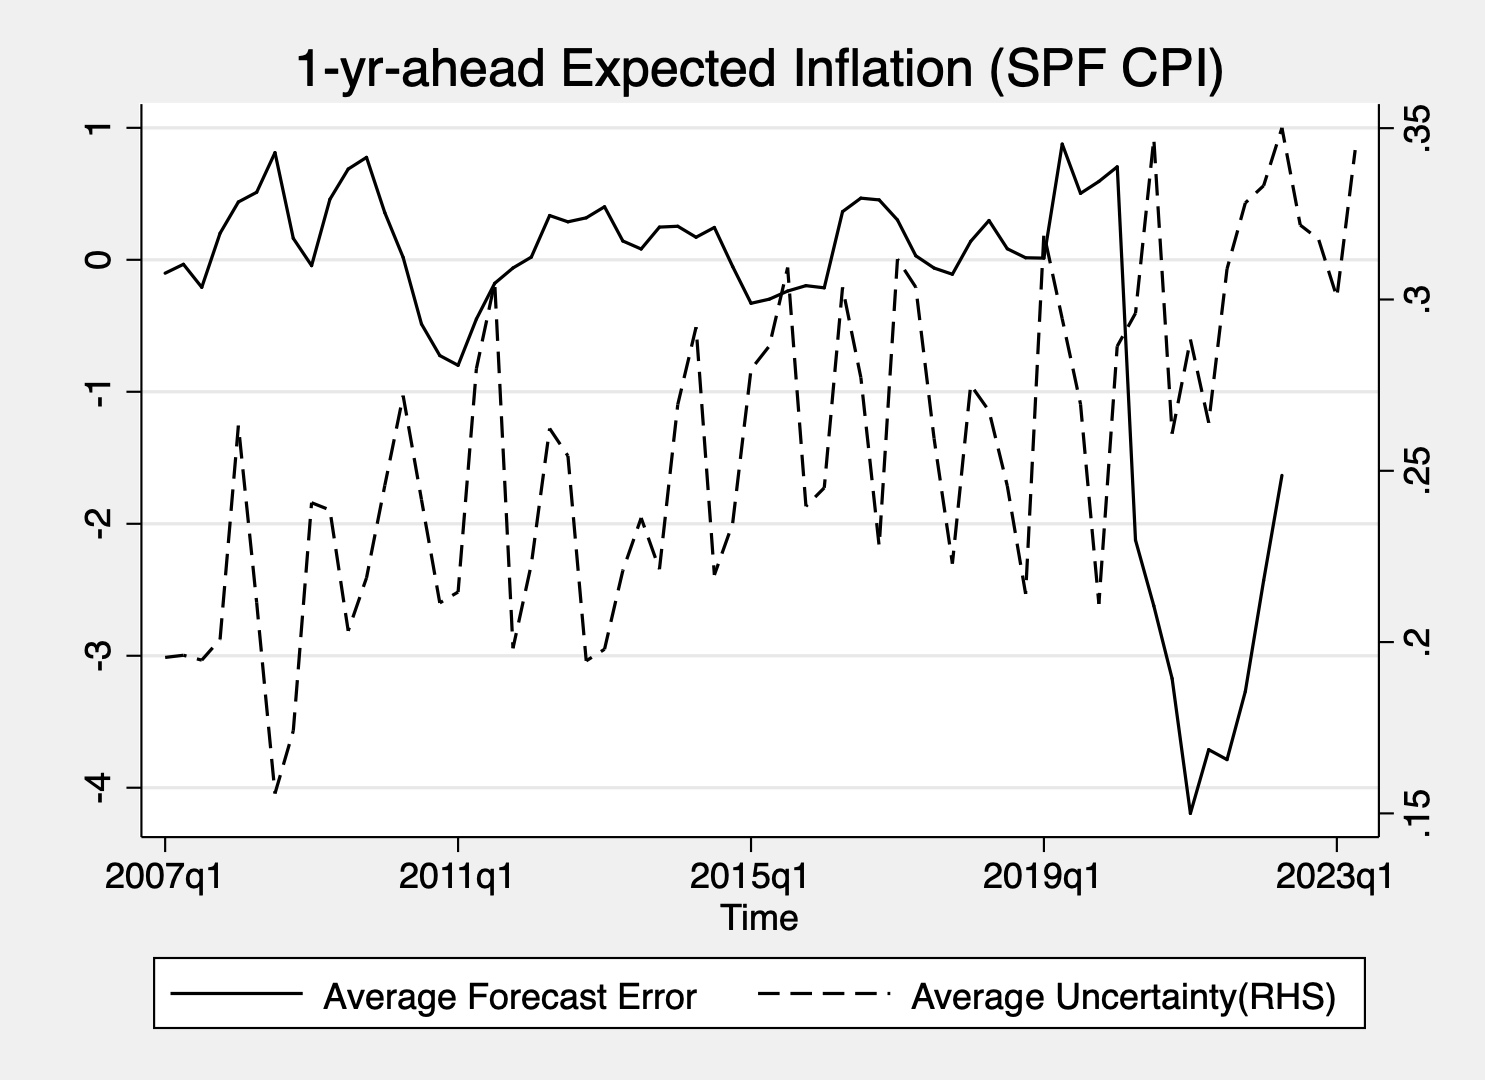 1-yr-ahead Expected Inflation (SPF CPI)
1
0
-1
-2
-3
-4
.35
.3
.25
.2
.15
2007q1 2011q1 2015q1 2019q1 2023q1
Time
Average Forecast Error Average Uncertainty(RHS)